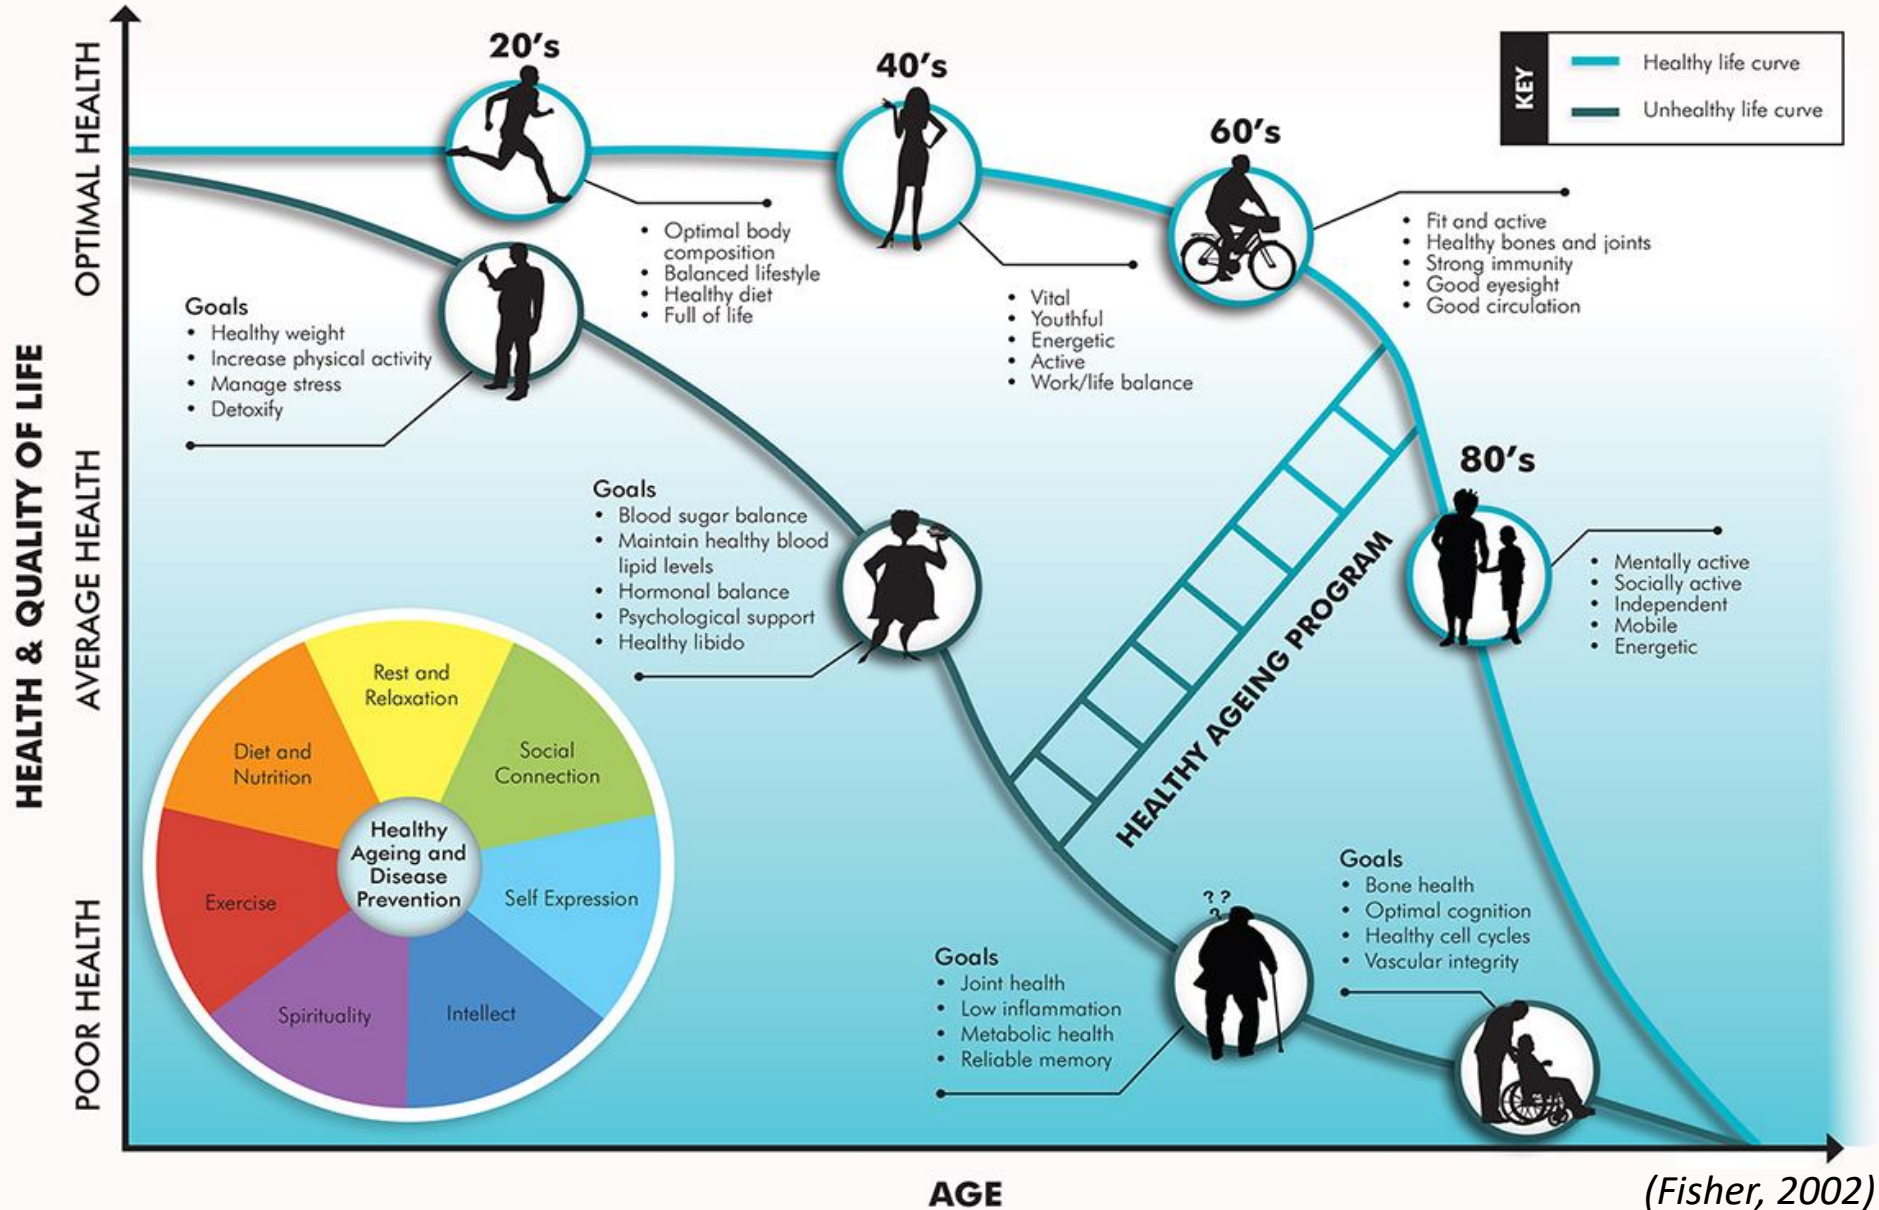 20's
40's
60's
KEY
Healthy life curve
Unhealthy life curve
OPTIMAL HEALTH
AVERAGE HEALTH
POOR HEALTH
HEALTH & QUALITY OF LIFE
• Optimal body
composition
• Balanced lifestyle
• Healthy diet
• Full of life
• Vital
• Youthful
• Energetic
• Active
• Work/life balance
• Fit and active
• Healthy bones and joints
• Strong immunity
• Good eyesight
• Good circulation
Goals
• Healthy weight
• Increase physical activity
• Manage stress
• Detoxify
80's
• Mentally active
• Socially active
• Independent
• Mobile
• Energetic
Goals
• Blood sugar balance
• Maintain healthy blood
lipid levels
• Hormonal balance
• Psychological support
• Healthy libido
HEALTHY AGEING PROGRAM
Rest and
Relaxation
Social
Connection
Self Expression
Intellect
Spirituality
Exercise
Diet and
Nutrition
Healthy
Ageing and
Disease
Prevention
? ?
?
Goals
• Joint health
• Low inflammation
• Metabolic health
• Reliable memory
Goals
• Bone health
• Optimal cognition
• Healthy cell cycles
• Vascular integrity
AGE
(Fisher, 2002)